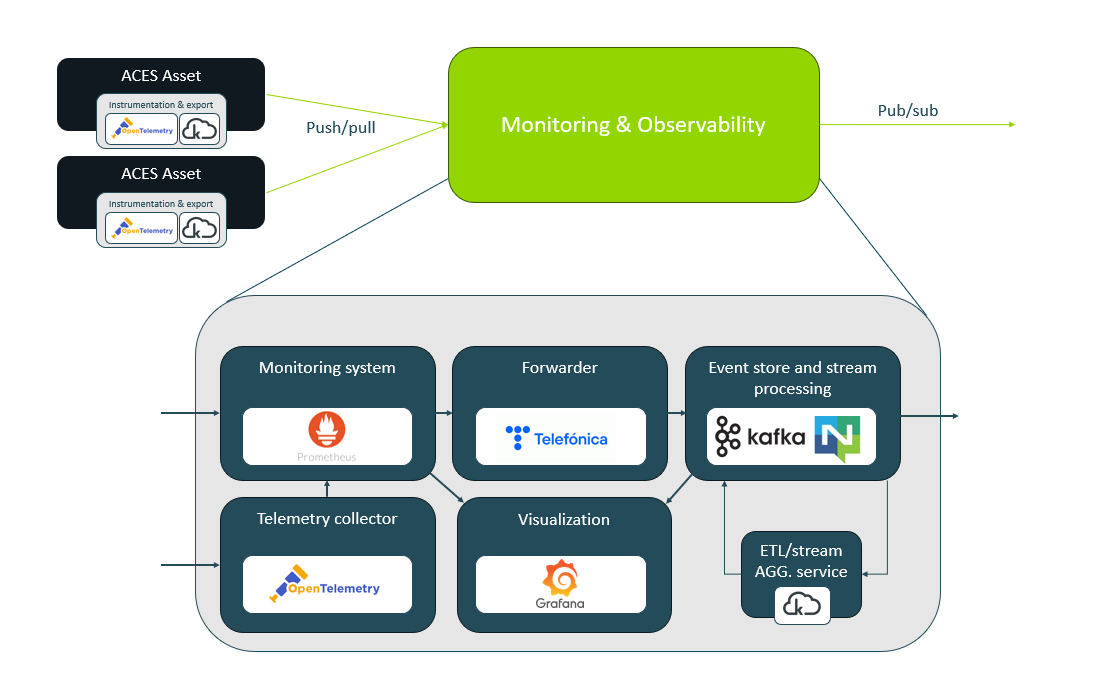 ACES Asset
Instrumentation & export
OpenTelemetry
k
ACES Asset
Instrumentation & export
OpenTelemetry
k
Push/pull
Monitoring & Observability
Pub/sub
Monitoring system
Prometheus
Forwarder
Telefónica
Event store and stream
processing
kafka
N
Telemetry collector
OpenTelemetry
Visualization
Grafana
ETL/stream
AGG. service
k